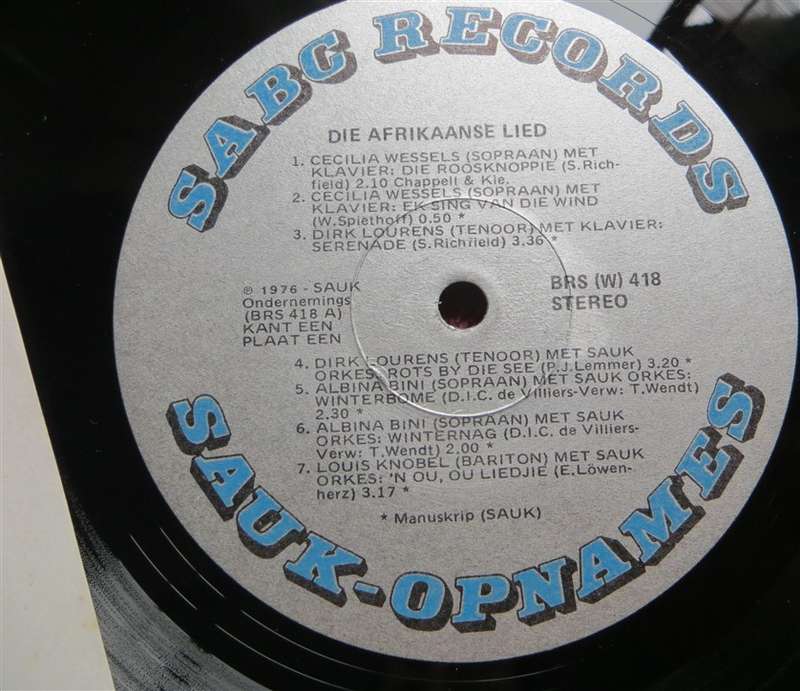 SABC RECORDS
DIE AFRIKAANSE LIED
1. CECILIA WESSELS (SOPRAAN) MET
KLAVIER: DIE ROOSKNOPPIE (S.Rich-
field) 2.10 Chappelt & Kie.
2. CECILIA WESSELS (SOPRAAN) MET
KLAVIER: EK SING VAN DIE WIND
(W.Spiethoff) 0.50 *
3. DIRK LOURENS (TENOOR) MET KLAVIER:
SERENADE (S.Richfield) 3.36 *
℗ 1976 - SAUK
Ondernemings
(BRS 418 A)
KANT EEN
PLAAT EEN
BRS (W) 418
STEREO
4. DIRK LOURENS (TENOOR) MET SAUK
ORKES: ROTS BY DIE SEE (P.J.Lemmer) 3.20 *
5. ALBINA BINI (SOPRAAN) MET SAUK ORKES:
WINTERBOME (D.I.C. de Villiers-Verw: T.Wendt)
2.30 *
6. ALBINA BINI (SOPRAAN) MET SAUK
ORKES: WINTERNAG (D.I.C. de Villiers-
Verw: T.Wendt) 2.00 *
7. LOUIS KNOBEL (BARITON) MET SAUK
ORKES: 'N OU, OU LIEDJIE (E.Löwen-
herz) 3.17 *
* Manuskrip (SAUK)
SAUK-OPNAMES